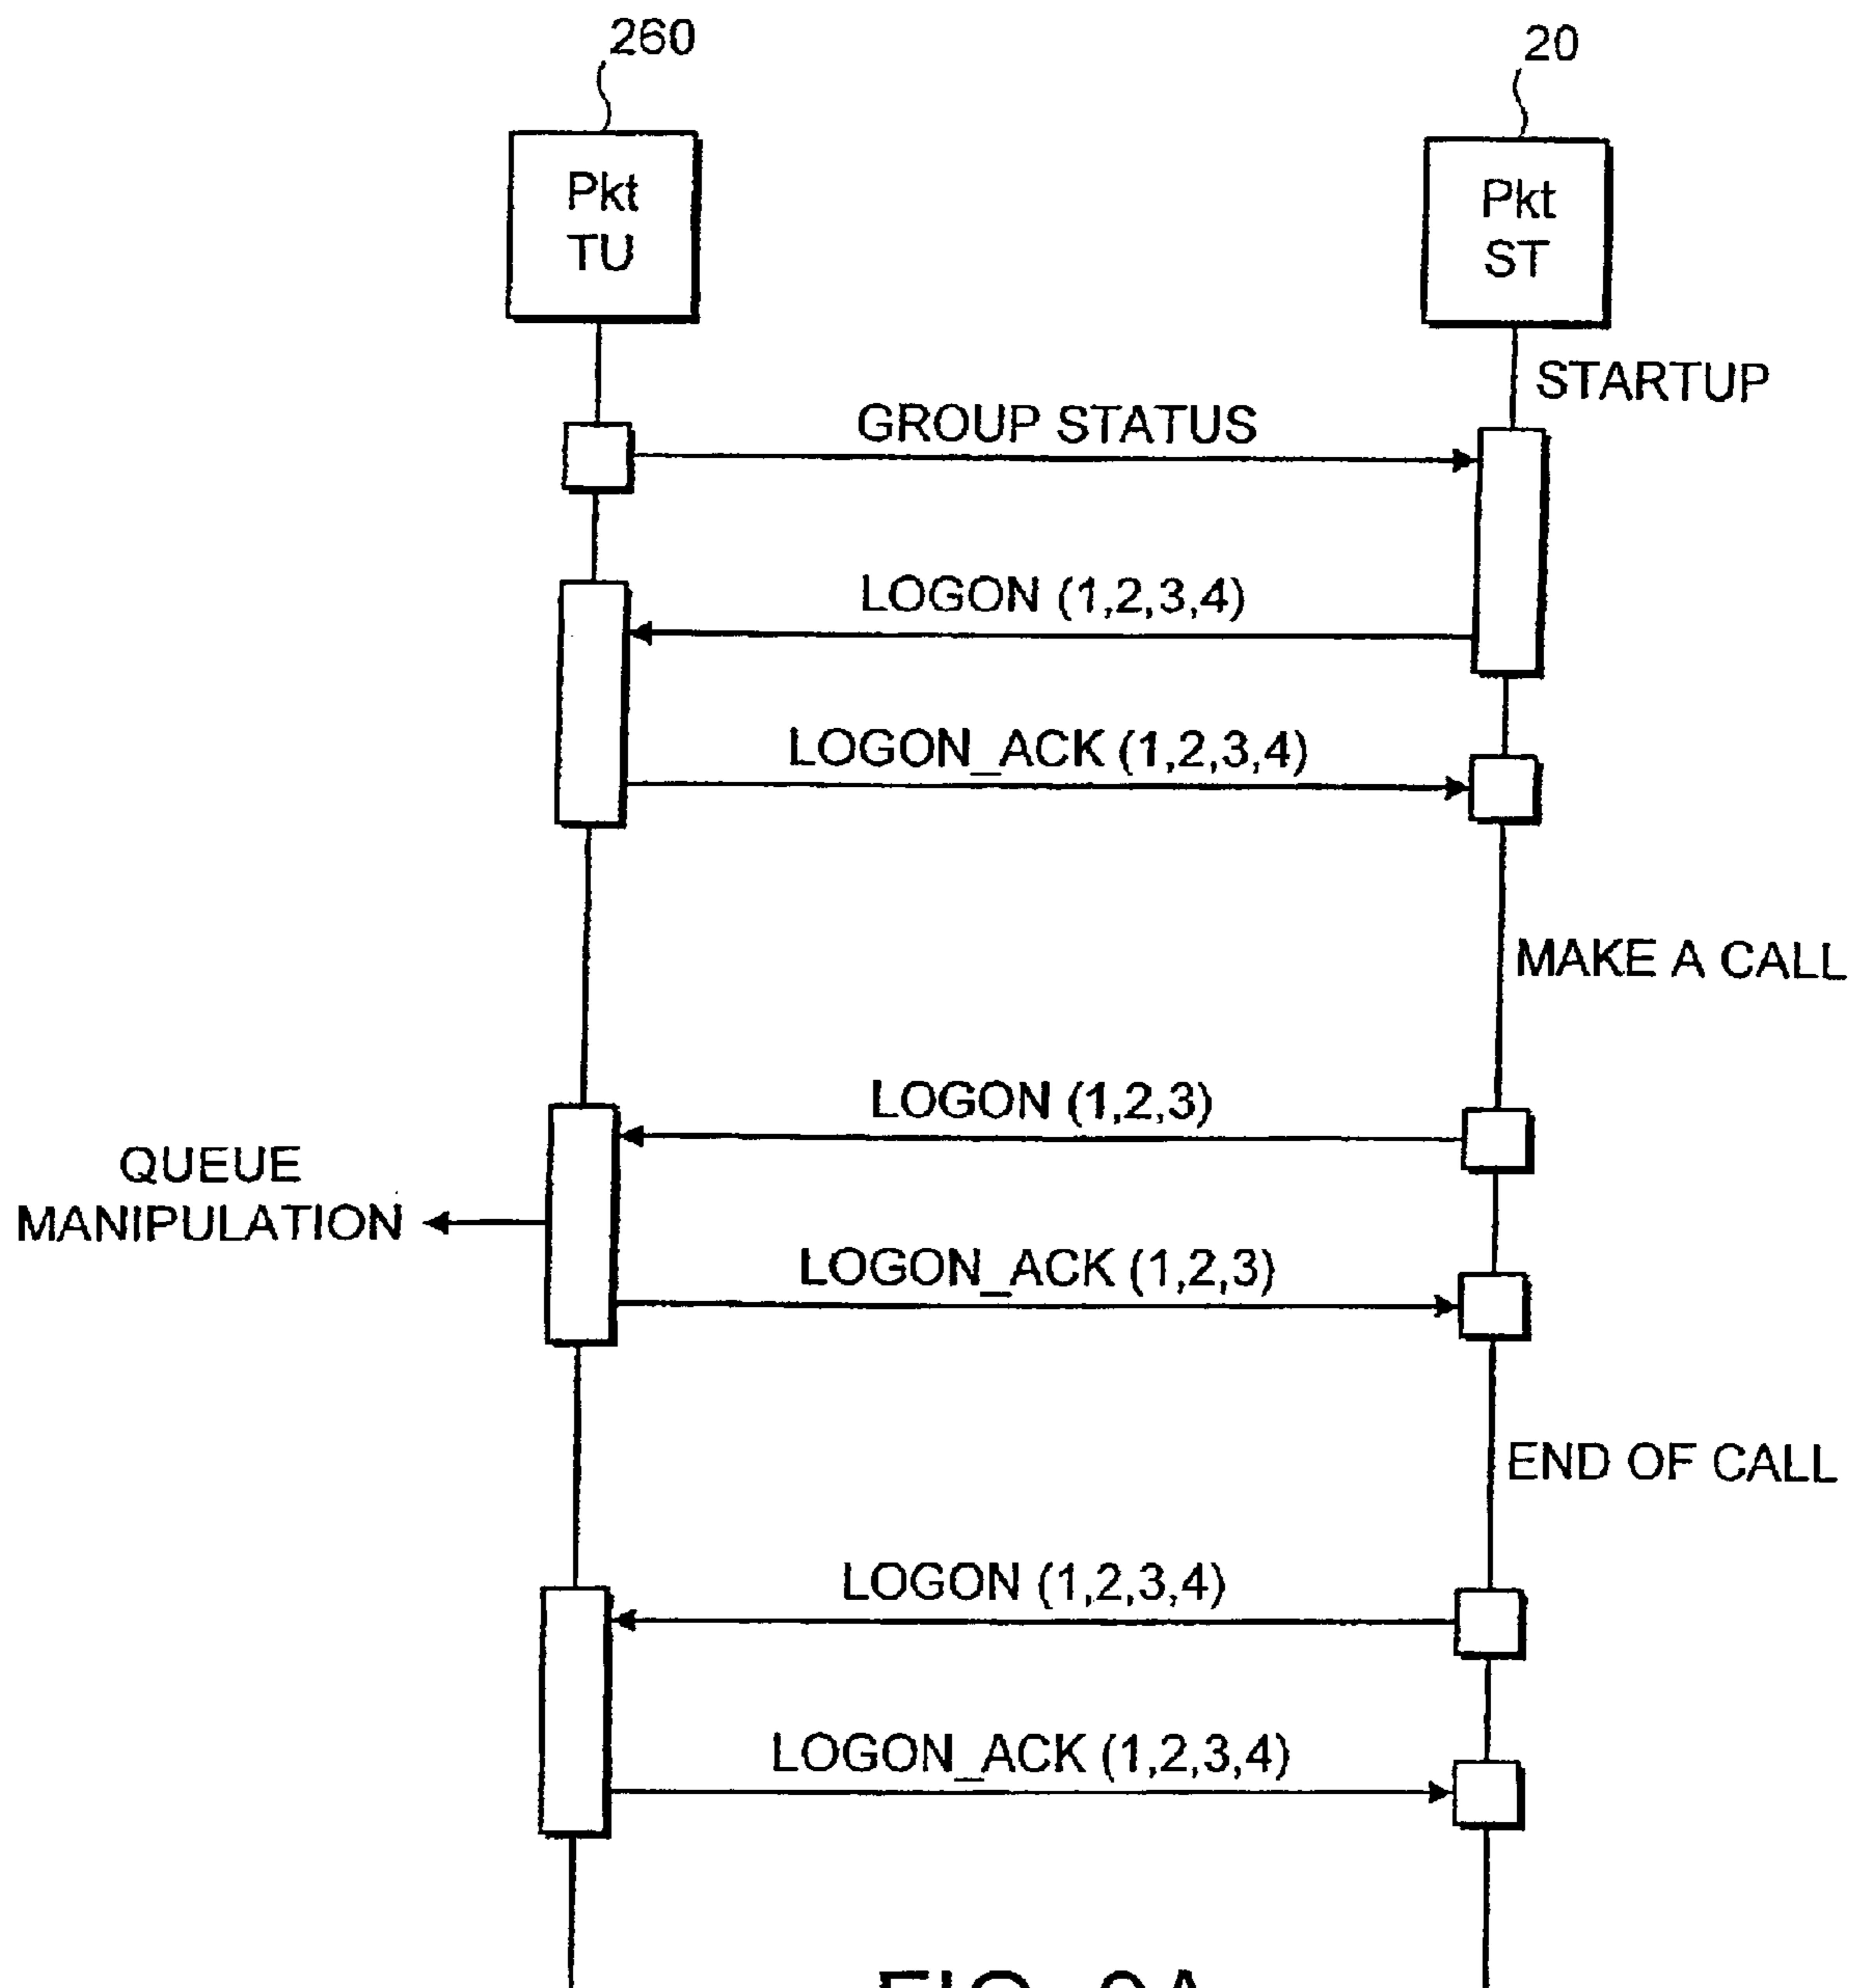 260
20
Pkt
TU
Pkt
ST
STARTUP
GROUP STATUS
LOGON (1,2,3,4)
LOGON_ACK (1,2,3,4)
MAKE A CALL
LOGON (1,2,3)
QUEUE
MANIPULATION
LOGON_ACK (1,2,3)
END OF CALL
LOGON (1,2,3,4)
LOGON_ACK (1,2,3,4)